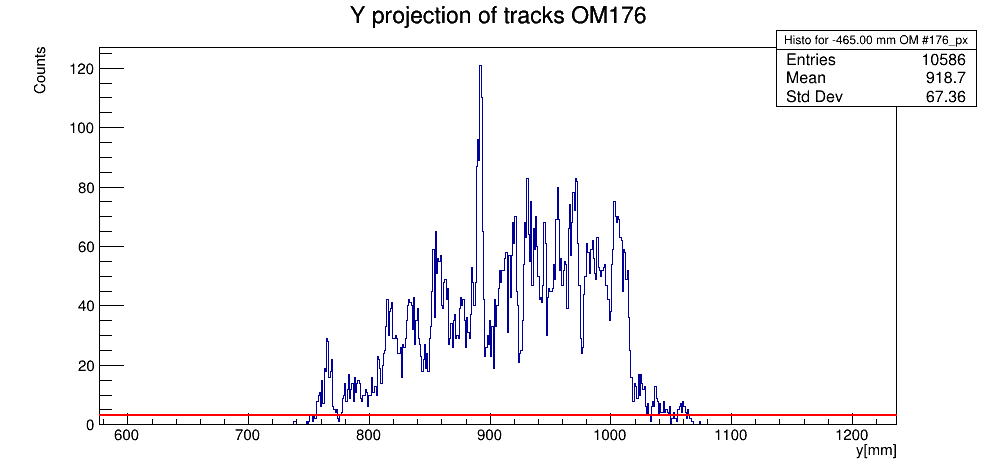 Y projection of tracks OM176
Histo for -465.00 mm OM #176_px
Entries 10586
Mean 918.7
Std Dev 67.36
Counts
120
100
80
60
40
20
0
600 700 800 900 1000 1100 1200
y[mm]